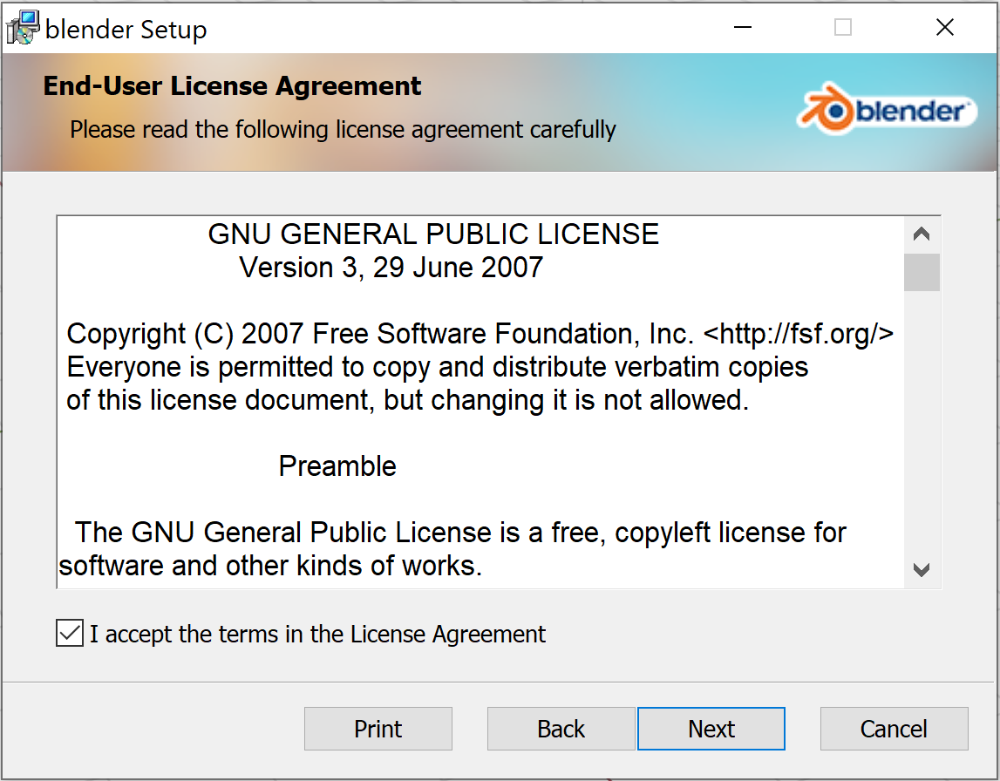 blender Setup
End-User License Agreement
Please read the following license agreement carefully
blender
GNU GENERAL PUBLIC LICENSE
Version 3, 29 June 2007
Copyright (C) 2007 Free Software Foundation, Inc. <http://fsf.org/>
Everyone is permitted to copy and distribute verbatim copies
of this license document, but changing it is not allowed.
Preamble
The GNU General Public License is a free, copyleft license for
software and other kinds of works.
I accept the terms in the License Agreement
Print Back Next Cancel